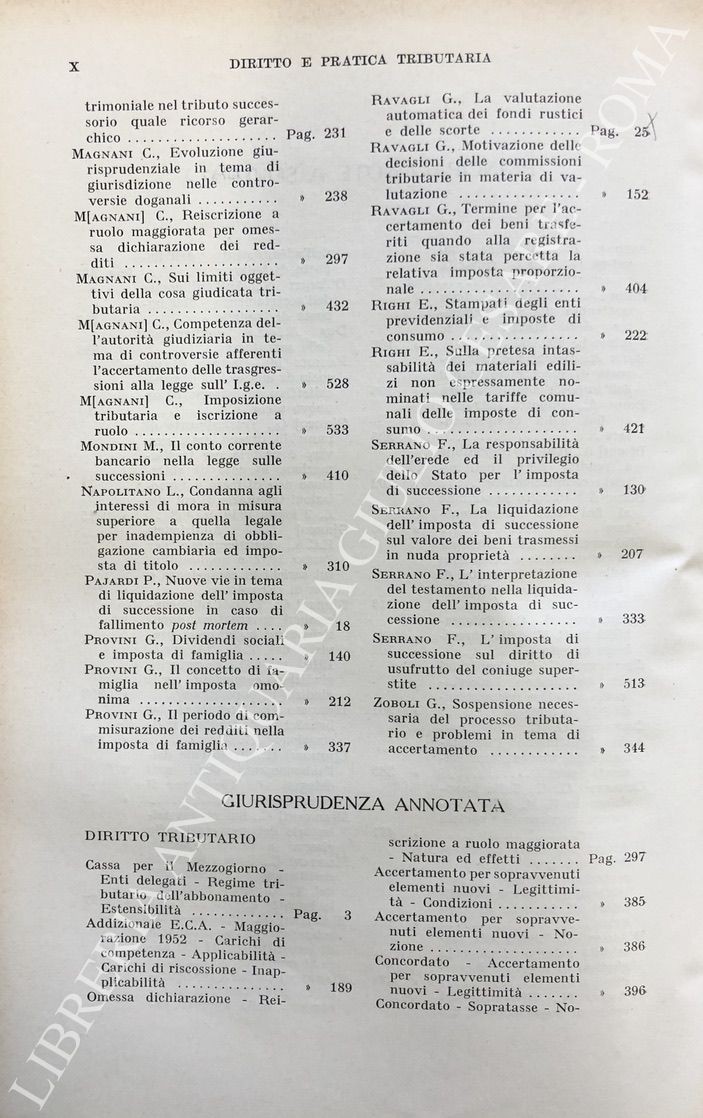 X
DIRITTO E PRATICA TRIBUTARIA
trimoniale nel tributo succes-
sorio quale ricorso gerar-
chico .................... Pag. 231
MAGNANI C., Evoluzione giu-
risprudenziale in tema di
giurisdizione nelle contro-
versie doganali ........... » 238
M[AGNANI] C., Reiscrizione a
ruolo maggiorata per omes-
sa dichiarazione dei red-
diti ..................... » 297
MAGNANI C., Sui limiti ogget-
tivi della cosa giudicata tri-
butaria .................. » 432
M[AGNANI] C., Competenza del-
l'autorità giudiziaria in te-
ma di controversie afferenti
l'accertamento delle trasgres-
sioni alla legge sull' I.g.e. . » 528
M[AGNANI] C., Imposizione
tributaria e iscrizione a
ruolo .................... » 533
MONDINI M., Il conto corrente
bancario nella legge sulle
successioni ............... » 410
NAPOLITANO L., Condanna agli
interessi di mora in misura
superiore a quella legale
per inadempienza di obbli-
gazione cambiaria ed impo-
sta di titolo ............. » 310
PAJARDI P., Nuove vie in tema
di liquidazione dell' imposta
di successione in caso di
fallimento post mortem .... » 18
PROVINI G., Dividendi sociali
e imposta di famiglia ..... » 140
PROVINI G., Il concetto di fa-
miglia nell' imposta omo-
nima .................... » 212
PROVINI G., Il periodo di com-
misurazione dei redditi nella
imposta di famiglia ....... » 337
RAVAGLI G., La valutazione
automatica dei fondi rustici
e delle scorte ............ Pag. 25
RAVAGLI G., Motivazione delle
decisioni delle commissioni
tributarie in materia di va-
lutazione ................ » 152
RAVAGLI G., Termine per l'ac-
certamento dei beni trasfe-
riti quando alla registra-
zione sia stata percetta la
relativa imposta proporzio-
nale ..................... » 404
RIGHI E., Stampati degli enti
previdenziali e imposte di
consumo ................. » 222
RIGHI E., Sulla pretesa intas-
sabilità dei materiali edili-
zi non espressamente no-
minati nelle tariffe comu-
nali delle imposte di con-
sumo .................... » 421
SERRANO F., La responsabilità
dell'erede ed il privilegio
dello Stato per l' imposta
di successione ............ » 130
SERRANO F., La liquidazione
dell' imposta di successione
sul valore dei beni trasmessi
in nuda proprietà ........ » 207
SERRANO F., L' interpretazione
del testamento nella liquida-
zione dell' imposta di suc-
cessione ................. » 333
SERRANO F., L' imposta di
successione sul diritto di
usufrutto del coniuge super-
stite .................... » 513
ZOBOLI G., Sospensione neces-
saria del processo tributa-
rio e problemi in tema di
accertamento ............ » 344
GIURISPRUDENZA ANNOTATA
DIRITTO TRIBUTARIO
Cassa per il Mezzogiorno -
Enti delegati - Regime tri-
butario dell'abbonamento -
Estensibilità ............. Pag. 3
Addizionale E.C.A. - Maggio-
razione 1952 - Carichi di
competenza - Applicabilità -
Carichi di riscossione - Inap-
plicabilità ............... » 189
Omessa dichiarazione - Rei-
scrizione a ruolo maggiorata
- Natura ed effetti ....... Pag. 297
Accertamento per sopravvenuti
elementi nuovi - Legittimi-
tà - Condizioni ........... » 385
Accertamento per sopravve-
nuti elementi nuovi - No-
zione .................... » 386
Concordato - Accertamento
per sopravvenuti elementi
nuovi - Legittimità ....... » 396
Concordato - Sopratasse - No-
LIBRERIA ANTIQUARIA GIULIO CESARE - ROMA